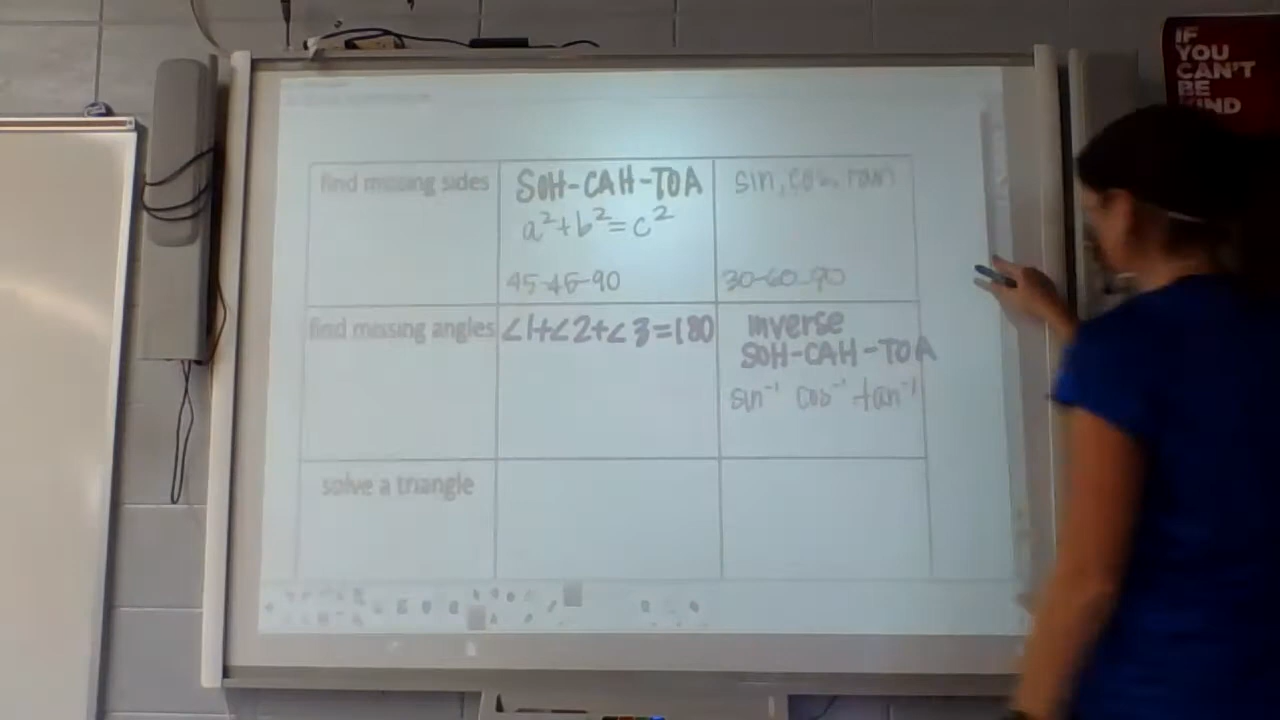 IF
YOU
CAN'T
BE
KIND
find missing sides
SOH-CAH-TOA
a²+b²=c²
45-45-90
sin, cos, tan
30-60-90
find missing angles
∠1+∠2+∠3=180
inverse
SOH-CAH-TOA
sin⁻¹ cos⁻¹ tan⁻¹
solve a triangle